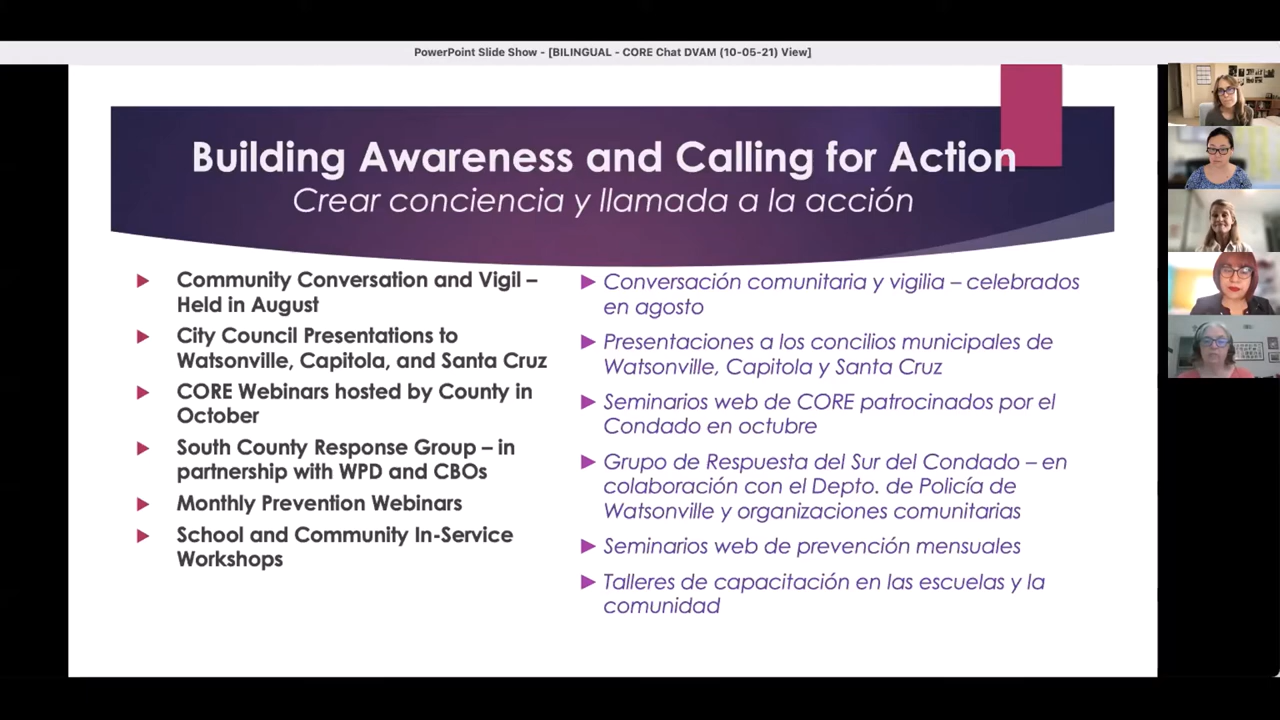 PowerPoint Slide Show - [BILINGUAL - CORE Chat DVAM (10-05-21) View]
Building Awareness and Calling for Action
Crear conciencia y llamada a la acción
Community Conversation and Vigil –
Held in August
City Council Presentations to
Watsonville, Capitola, and Santa Cruz
CORE Webinars hosted by County in
October
South County Response Group – in
partnership with WPD and CBOs
Monthly Prevention Webinars
School and Community In-Service
Workshops
Conversación comunitaria y vigilia – celebrados
en agosto
Presentaciones a los concilios municipales de
Watsonville, Capitola y Santa Cruz
Seminarios web de CORE patrocinados por el
Condado en octubre
Grupo de Respuesta del Sur del Condado – en
colaboración con el Depto. de Policía de
Watsonville y organizaciones comunitarias
Seminarios web de prevención mensuales
Talleres de capacitación en las escuelas y la
comunidad